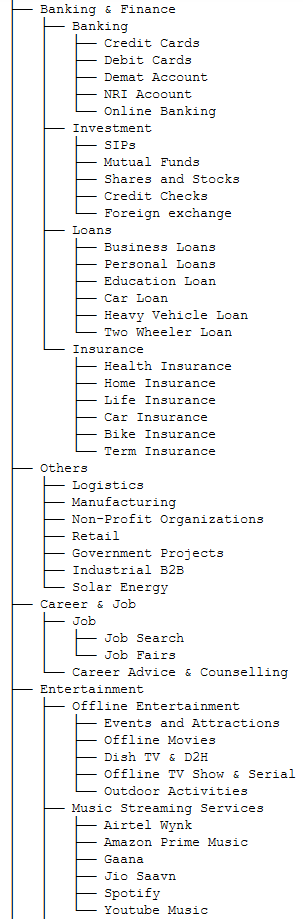 Banking & Finance
Banking
Credit Cards
Debit Cards
Demat Account
NRI Acoount
Online Banking
Investment
SIPs
Mutual Funds
Shares and Stocks
Credit Checks
Foreign exchange
Loans
Business Loans
Personal Loans
Education Loan
Car Loan
Heavy Vehicle Loan
Two Wheeler Loan
Insurance
Health Insurance
Home Insurance
Life Insurance
Car Insurance
Bike Insurance
Term Insurance
Others
Logistics
Manufacturing
Non-Profit Organizations
Retail
Government Projects
Industrial B2B
Solar Energy
Career & Job
Job
Job Search
Job Fairs
Career Advice & Counselling
Entertainment
Offline Entertainment
Events and Attractions
Offline Movies
Dish TV & D2H
Offline TV Show & Serial
Outdoor Activities
Music Streaming Services
Airtel Wynk
Amazon Prime Music
Gaana
Jio Saavn
Spotify
Youtube Music